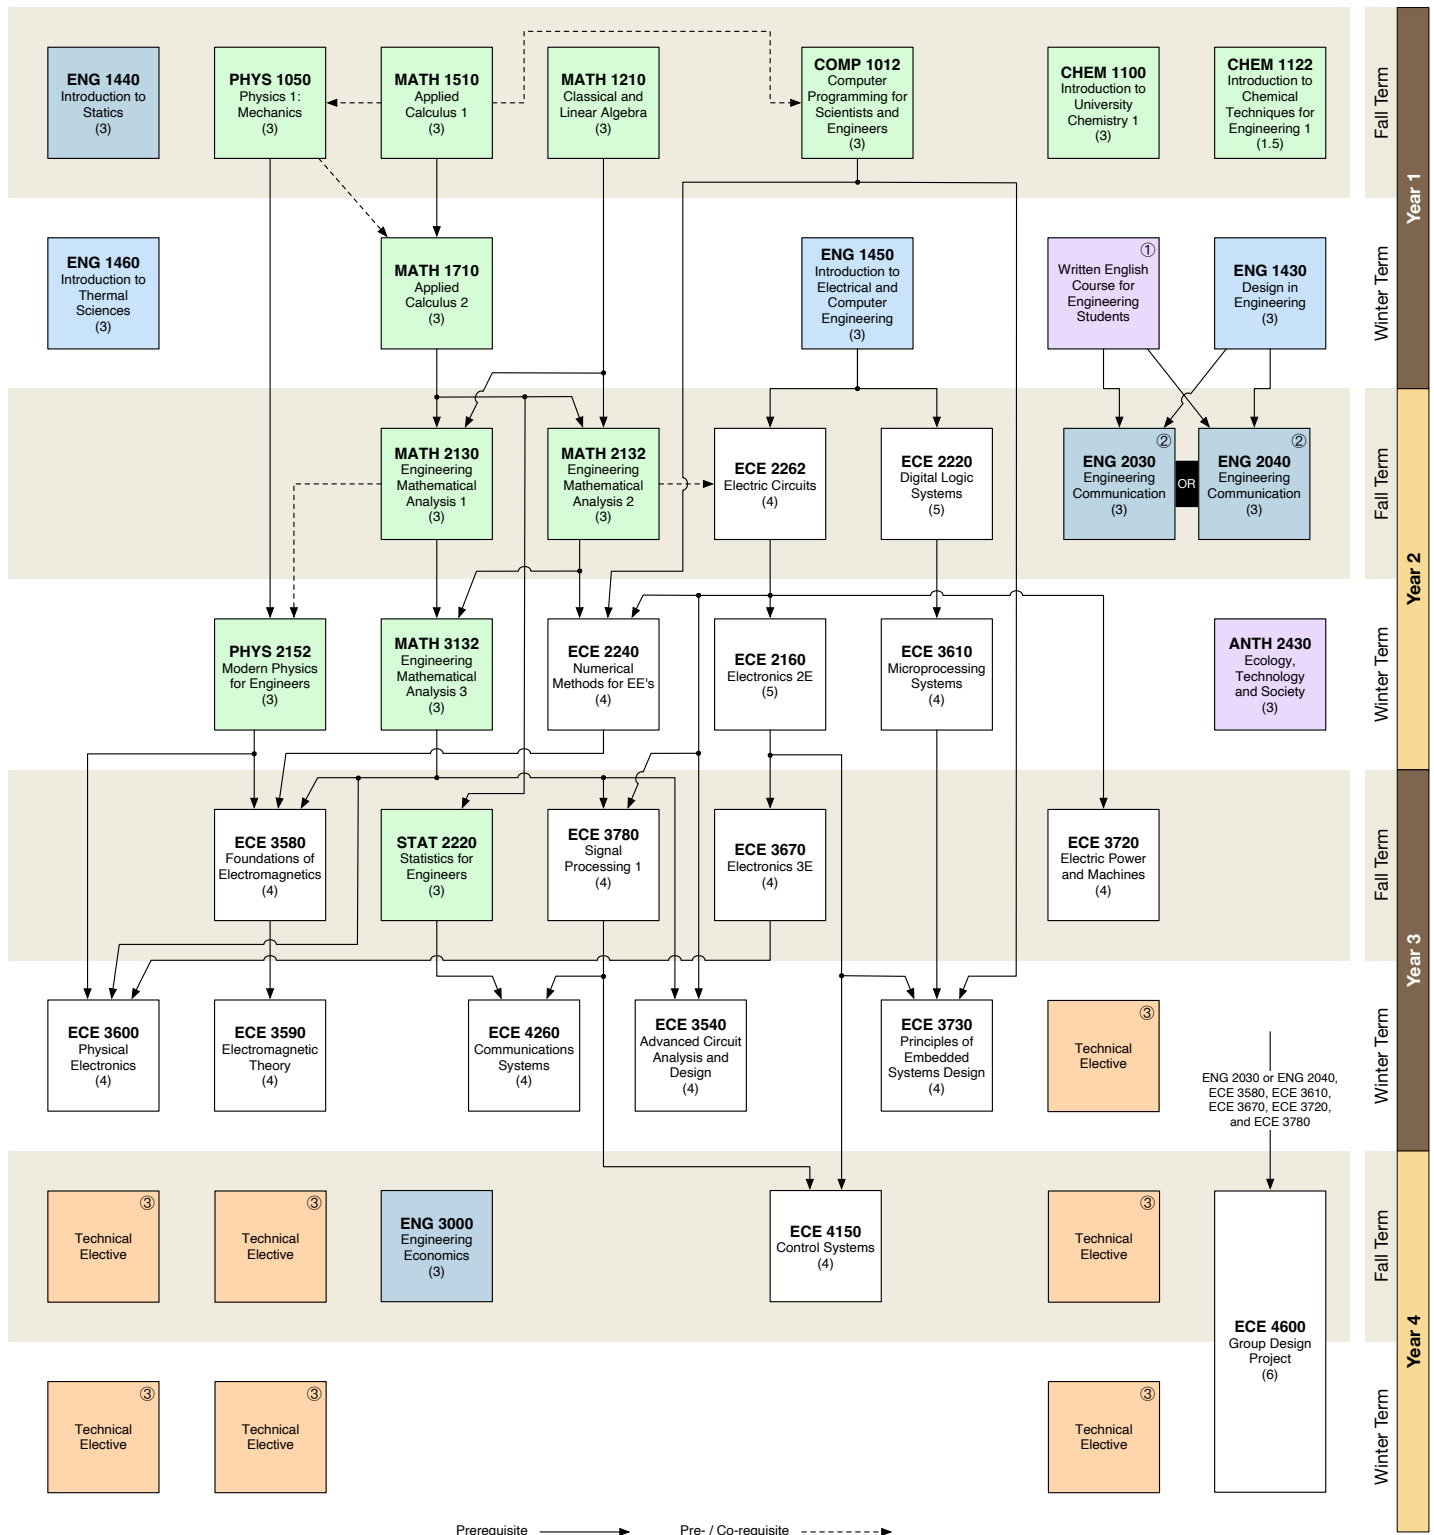 ENG 1440
Introduction to
Statics
(3)
PHYS 1050
Physics 1:
Mechanics
(3)
MATH 1510
Applied
Calculus 1
(3)
MATH 1210
Classical and
Linear Algebra
(3)
COMP 1012
Computer
Programming for
Scientists and
Engineers
(3)
CHEM 1100
Introduction to
University
Chemistry 1
(3)
CHEM 1122
Introduction to
Chemical
Techniques for
Engineering 1
(1.5)
Fall Term
Year 1
ENG 1460
Introduction to
Thermal
Sciences
(3)
MATH 1710
Applied
Calculus 2
(3)
ENG 1450
Introduction to
Electrical and
Computer
Engineering
(3)
①
Written English
Course for
Engineering
Students
ENG 1430
Design in
Engineering
(3)
Winter Term
MATH 2130
Engineering
Mathematical
Analysis 1
(3)
MATH 2132
Engineering
Mathematical
Analysis 2
(3)
ECE 2262
Electric Circuits
(4)
ECE 2220
Digital Logic
Systems
(5)
②
ENG 2030
Engineering
Communication
(3)
OR
②
ENG 2040
Engineering
Communication
(3)
Fall Term
Year 2
PHYS 2152
Modern Physics
for Engineers
(3)
MATH 3132
Engineering
Mathematical
Analysis 3
(3)
ECE 2240
Numerical
Methods for EE's
(4)
ECE 2160
Electronics 2E
(5)
ECE 3610
Microprocessing
Systems
(4)
ANTH 2430
Ecology,
Technology
and Society
(3)
Winter Term
ECE 3580
Foundations of
Electromagnetics
(4)
STAT 2220
Statistics for
Engineers
(3)
ECE 3780
Signal
Processing 1
(4)
ECE 3670
Electronics 3E
(4)
ECE 3720
Electric Power
and Machines
(4)
Fall Term
Year 3
ECE 3600
Physical
Electronics
(4)
ECE 3590
Electromagnetic
Theory
(4)
ECE 4260
Communications
Systems
(4)
ECE 3540
Advanced Circuit
Analysis and
Design
(4)
ECE 3730
Principles of
Embedded
Systems Design
(4)
③
Technical
Elective
ENG 2030 or ENG 2040,
ECE 3580, ECE 3610,
ECE 3670, ECE 3720,
and ECE 3780
Winter Term
③
Technical
Elective
③
Technical
Elective
ENG 3000
Engineering
Economics
(3)
ECE 4150
Control Systems
(4)
③
Technical
Elective
ECE 4600
Group Design
Project
(6)
Fall Term
Year 4
③
Technical
Elective
③
Technical
Elective
③
Technical
Elective
Winter Term
Prerequisite
Pre- / Co-requisite